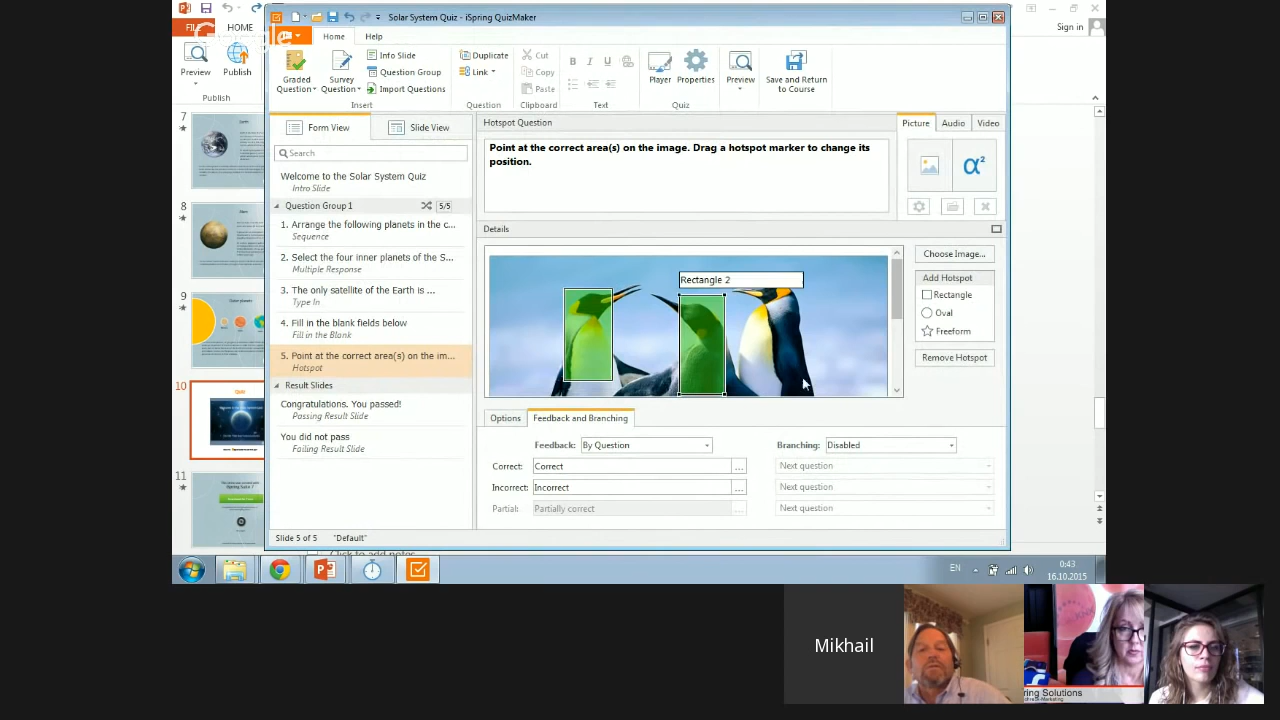 Solar System Quiz - iSpring QuizMaker
Sign in
FILE
HOME
Home
Help
Preview
Publish
Publish
Graded
Question
Survey
Question
Info Slide
Question Group
Import Questions
Insert
Duplicate
Link
Question
Cut
Copy
Paste
Clipboard
B I U
Text
Player
Properties
Quiz
Preview
Save and Return
to Course
Form View
Slide View
Search
Welcome to the Solar System Quiz
Intro Slide
Question Group 1
5/5
1. Arrange the following planets in the c...
Sequence
2. Select the four inner planets of the S...
Multiple Response
3. The only satellite of the Earth is ...
Type In
4. Fill in the blank fields below
Fill in the Blank
5. Point at the correct area(s) on the im...
Hotspot
Result Slides
Congratulations. You passed!
Passing Result Slide
You did not pass
Failing Result Slide
Hotspot Question
Point at the correct area(s) on the image. Drag a hotspot marker to change its
position.
Picture
Audio
Video
α²
Details
Rectangle 2
Choose Image...
Add Hotspot
Rectangle
Oval
Freeform
Remove Hotspot
Options
Feedback and Branching
Feedback: By Question
Branching: Disabled
Correct: Correct ... Next question
Incorrect: Incorrect ... Next question
Partial: Partially correct ... Next question
Slide 5 of 5 "Default"
7
8
9
10
11
EN
0:43
16.10.2015
Mikhail
ring Solutions